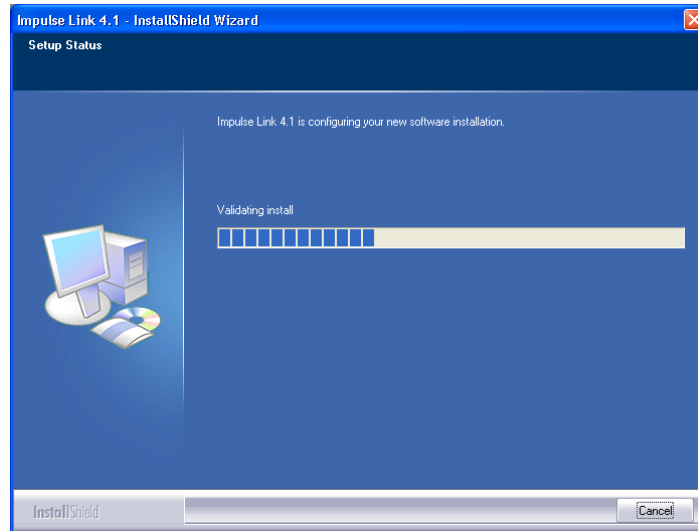 Impulse Link 4.1 - InstallShield Wizard
Setup Status
Impulse Link 4.1 is configuring your new software installation.
Validating install
InstallShield
Cancel